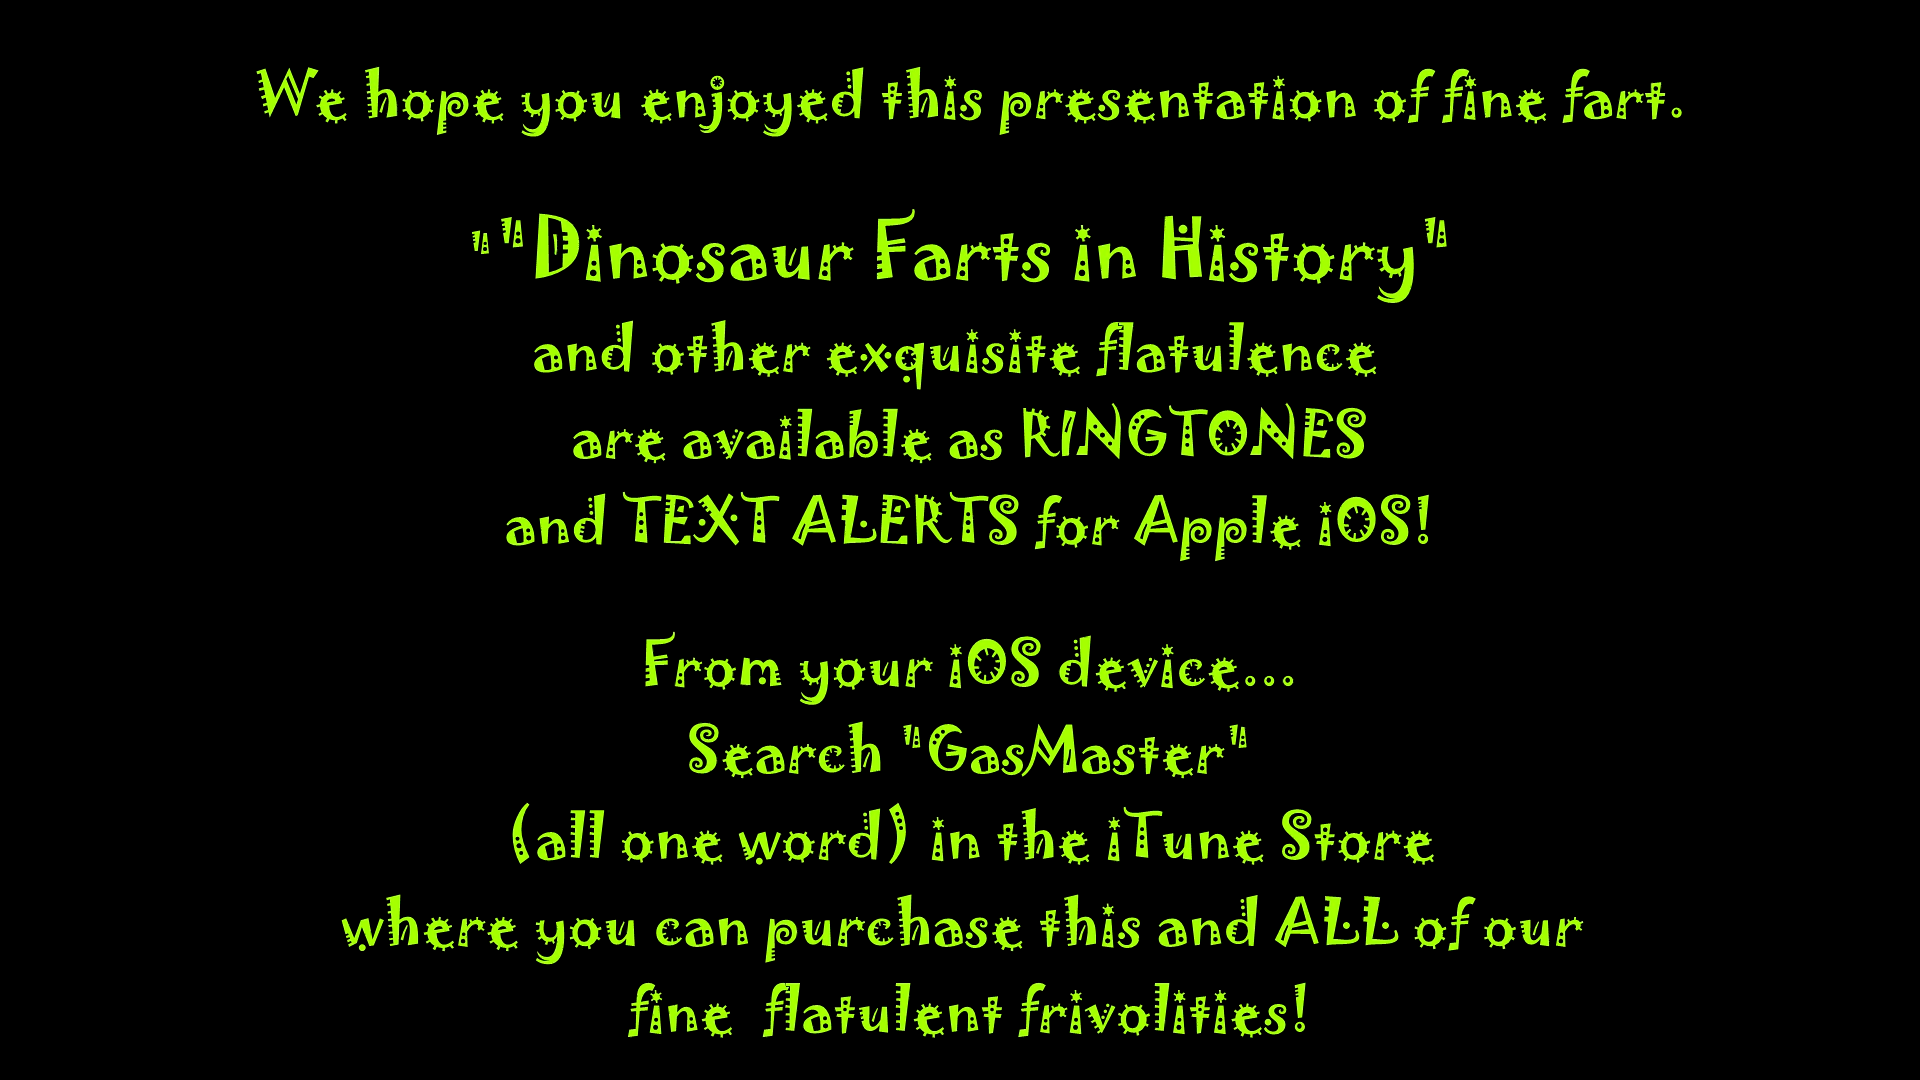 We hope you enjoyed this presentation of fine fart.
""Dinosaur Farts in History"
and other exquisite flatulence
are available as RINGTONES
and TEXT ALERTS for Apple iOS!
From your iOS device...
Search "GasMaster"
(all one word) in the iTune Store
where you can purchase this and ALL of our
fine  flatulent frivolities!